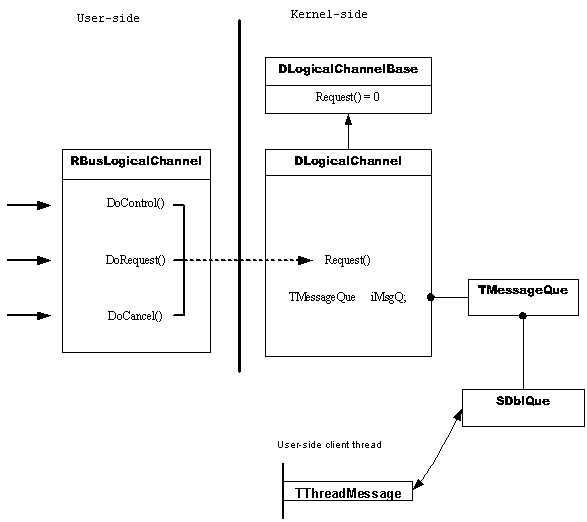 User-side
Kernel-side
DLogicalChannelBase
Request() = 0
RBusLogicalChannel
DoControl()
DoRequest()
DoCancel()
DLogicalChannel
Request()
TMessageQue iMsgQ;
TMessageQue
SDblQue
User-side client thread
TThreadMessage